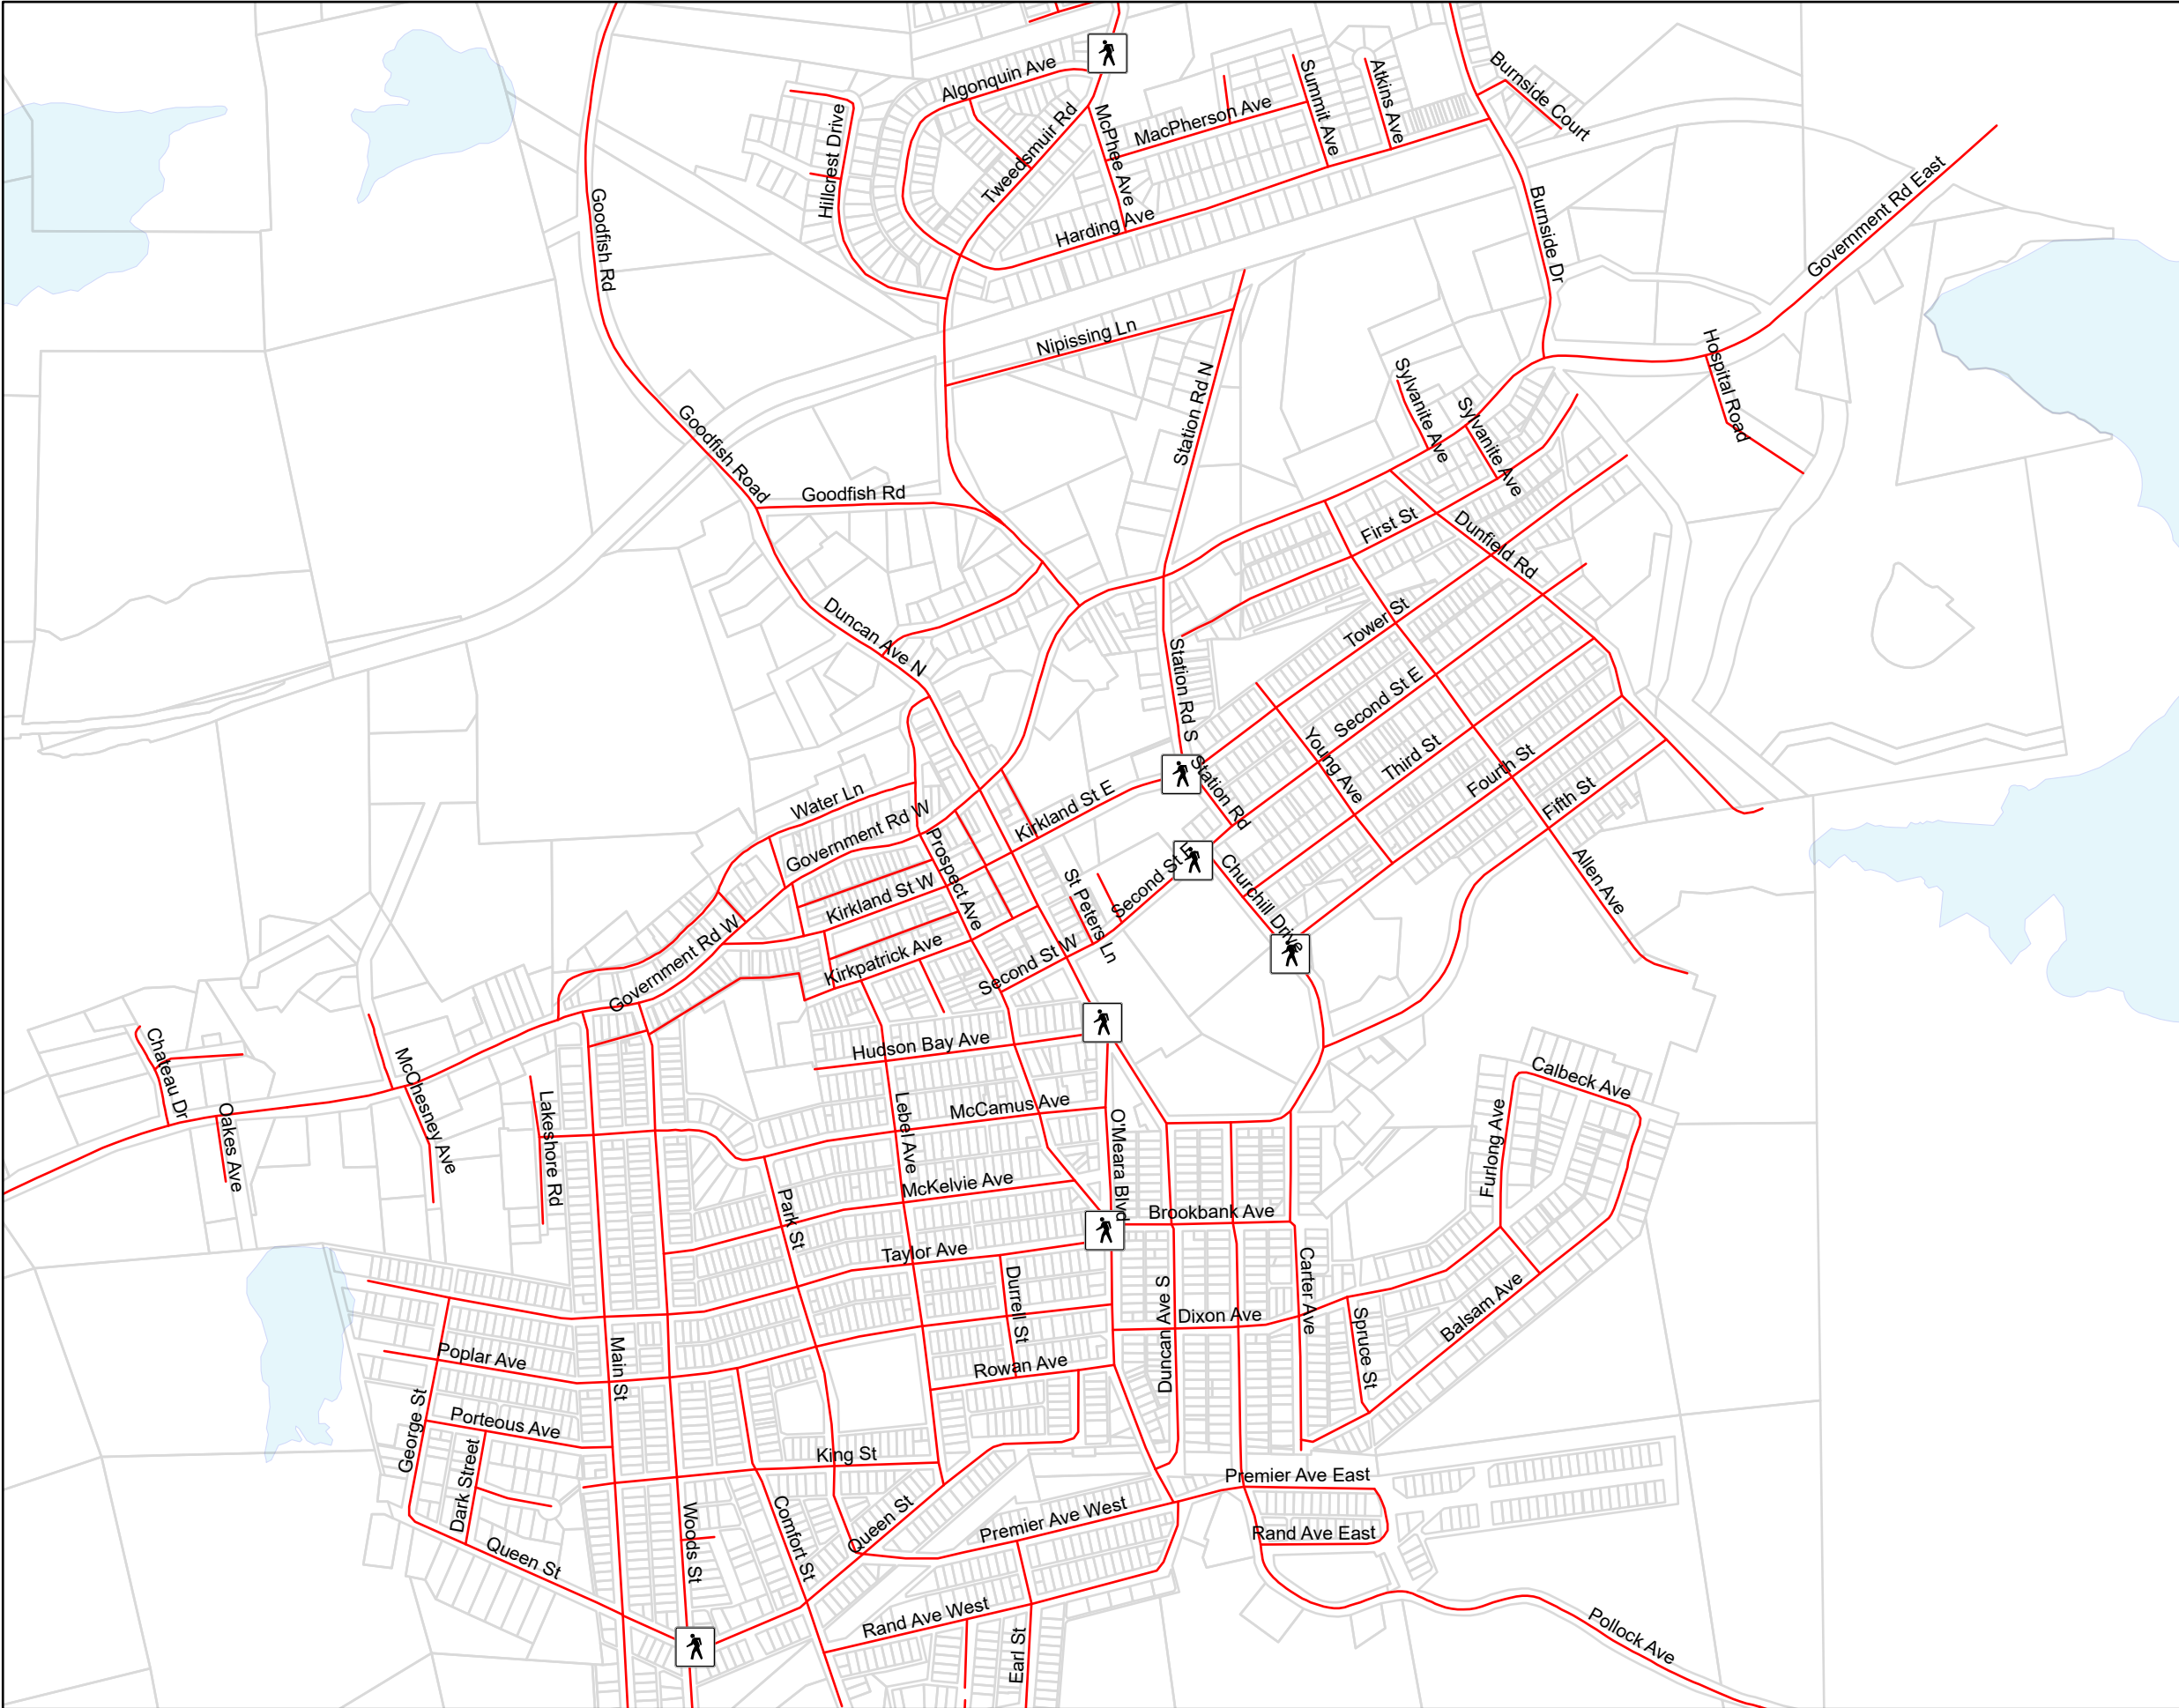 Algonquin Ave
Burnside Court
Summit Ave
Atkins Ave
MacPherson Ave
Hillcrest Drive
Tweedsmuir Rd
McPhee Ave
Harding Ave
Goodfish Rd
Burnside Dr
Government Rd East
Nipissing Ln
Station Rd N
Hospital Road
Sylvanite Ave
Sylvanite Ave
Goodfish Road
Goodfish Rd
First St
Dunfield Rd
Duncan Ave N
Tower St
Station Rd S
Second St E
Young Ave
Third St
Fourth St
Fifth St
Station Rd
Water Ln
Government Rd W
Kirkland St E
Prospect Ave
Kirkland St W
St Peters Ln
Second St E
Churchill Drive
Allen Ave
Government Rd W
Kirkpatrick Ave
Second St W
Chateau Dr
Oakes Ave
McChesney Ave
Lakeshore Rd
Hudson Bay Ave
Lebel Ave
McCamus Ave
O'Meara Blvd
Calbeck Ave
Furlong Ave
McKelvie Ave
Park St
Brookbank Ave
Taylor Ave
Durrell St
Duncan Ave S
Dixon Ave
Carter Ave
Spruce St
Balsam Ave
Main St
Poplar Ave
Rowan Ave
George St
Porteous Ave
Dark Street
King St
Premier Ave East
Woods St
Comfort St
Queen St
Premier Ave West
Rand Ave East
Queen St
Rand Ave West
Earl St
Pollock Ave